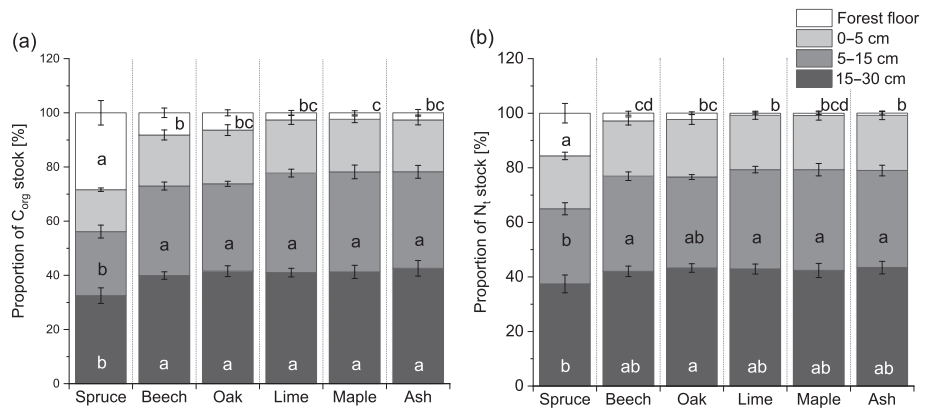 (a)
Proportion of Corg stock [%]
120
100
80
60
40
20
0
a
b
b
b
a
a
bc
a
a
bc
a
a
c
a
a
bc
a
a
Spruce Beech Oak Lime Maple Ash
(b)
Proportion of Nt stock [%]
120
100
80
60
40
20
0
a
b
b
cd
a
ab
bc
ab
a
b
a
ab
bcd
a
ab
b
a
ab
Spruce Beech Oak Lime Maple Ash
Forest floor
0–5 cm
5–15 cm
15–30 cm